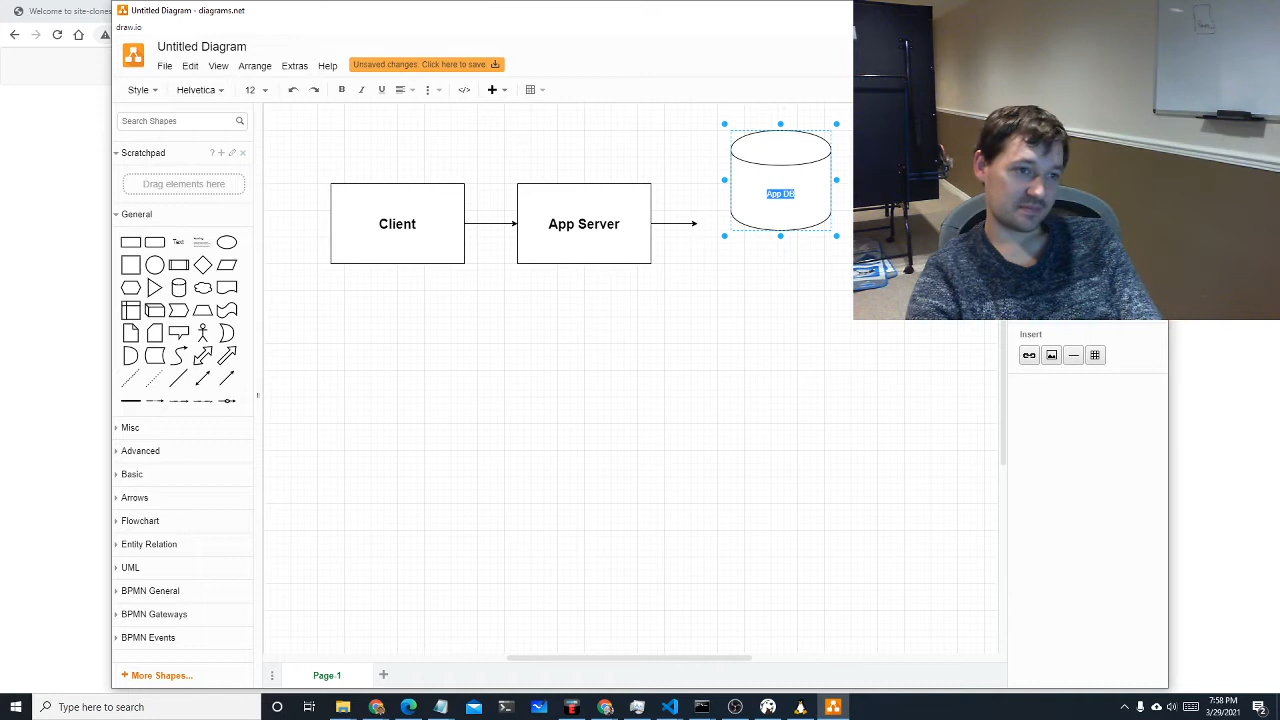 Welcome to site-clones
Untitled Diagram - diagrams.net
draw.io
Untitled Diagram
File Edit View Arrange Extras Help Unsaved changes. Click here to save.
Style Helvetica 12 B I U
Search Shapes
Scratchpad
Drag elements here
General
Text
Client
App Server
App DB
Insert
Misc
Advanced
Basic
Arrows
Flowchart
Entity Relation
UML
BPMN General
BPMN Gateways
BPMN Events
+ More Shapes...
Page-1
Type here to search
7:58 PM
3/29/2021